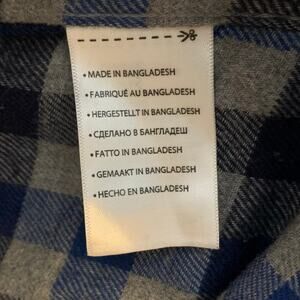 • MADE IN BANGLADESH
• FABRIQUÉ AU BANGLADESH
• HERGESTELLT IN BANGLADESH
• СДЕЛАНО В БАНГЛАДЕШ
• FATTO IN BANGLADESH
• GEMAAKT IN BANGLADESH
• HECHO EN BANGLADESH